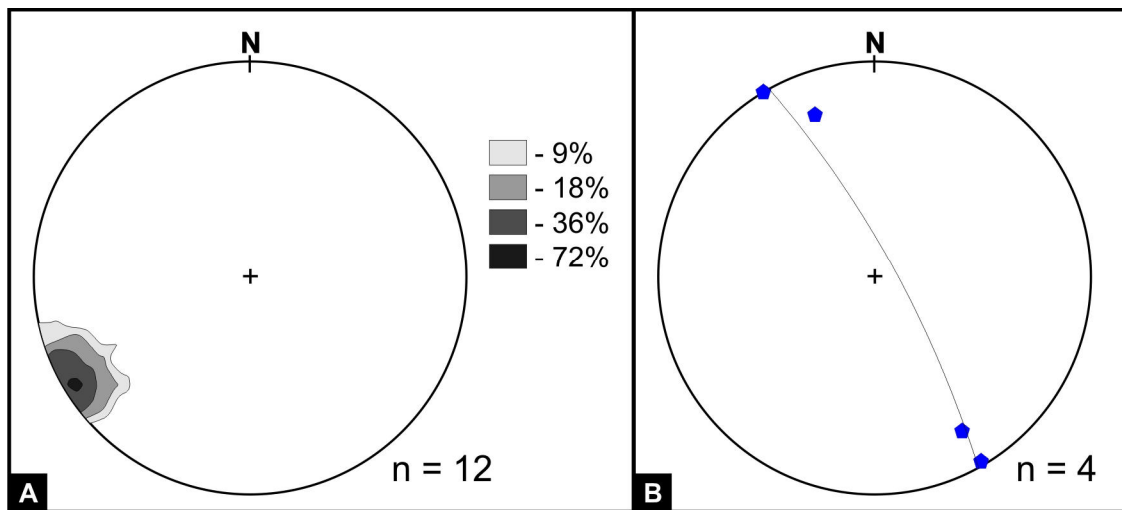 N
- 9%
- 18%
- 36%
- 72%
n = 12
A
N
n = 4
B